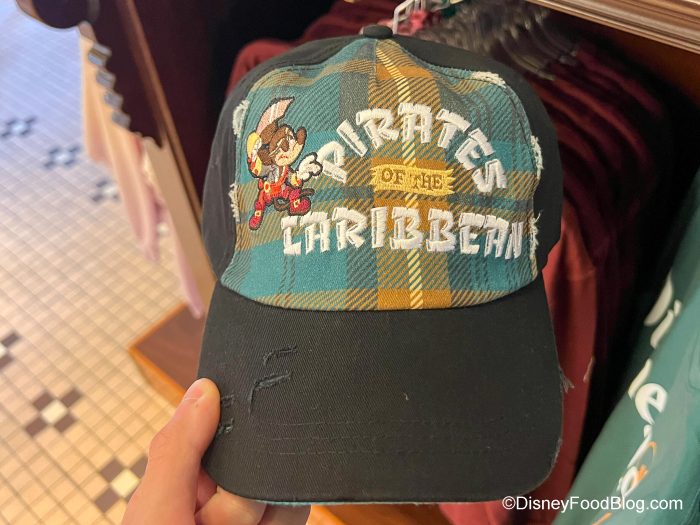 PIRATES
OF THE
CARIBBEAN
©DisneyFoodBlog.com